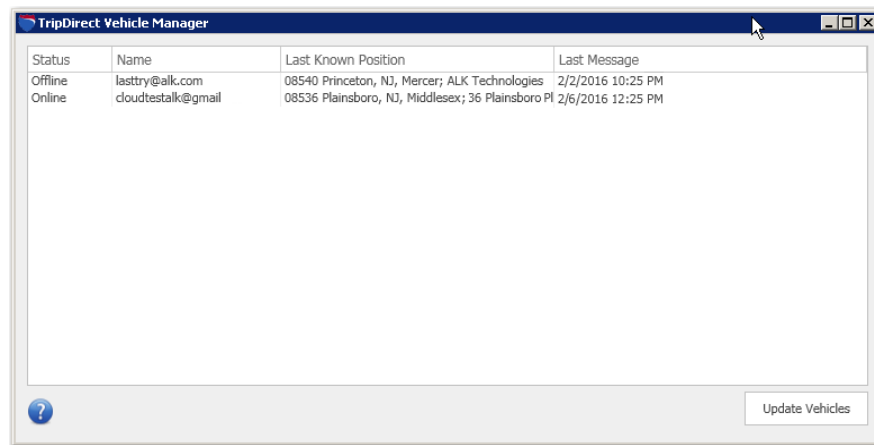 TripDirect Vehicle Manager
Status Name Last Known Position Last Message
Offline lasttry@alk.com 08540 Princeton, NJ, Mercer; ALK Technologies 2/2/2016 10:25 PM
Online cloudtestalk@gmail 08536 Plainsboro, NJ, Middlesex; 36 Plainsboro Pl 2/6/2016 12:25 PM
?
Update Vehicles